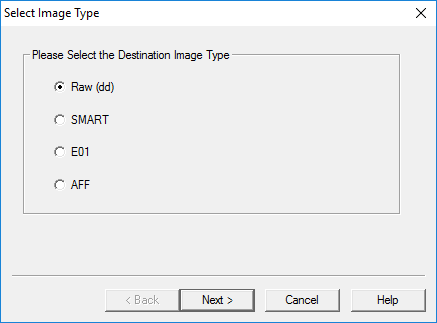 Select Image Type
Please Select the Destination Image Type
Raw (dd)
SMART
E01
AFF
< Back Next > Cancel Help